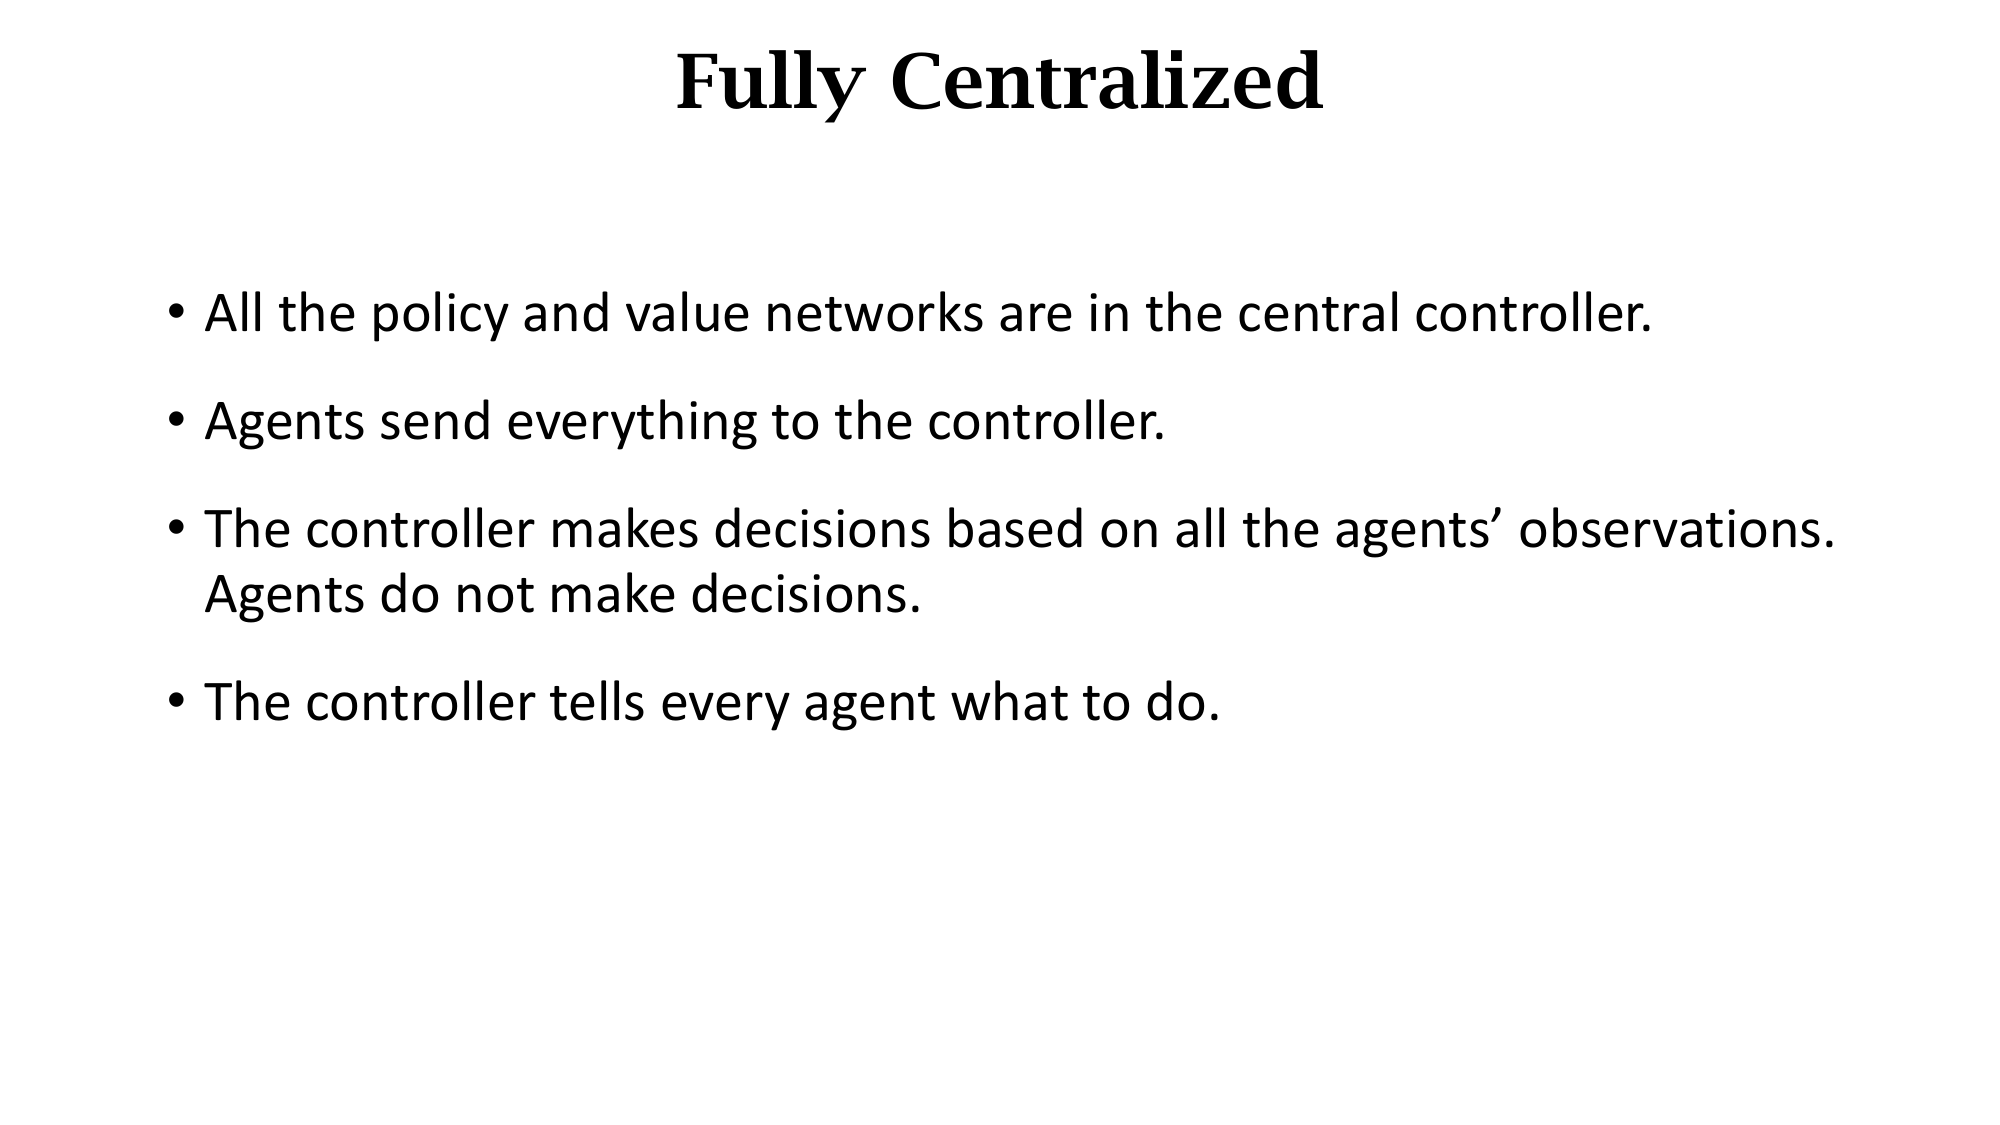 Fully Centralized
• All the policy and value networks are in the central controller.
• Agents send everything to the controller.
• The controller makes decisions based on all the agents’ observations.
Agents do not make decisions.
• The controller tells every agent what to do.